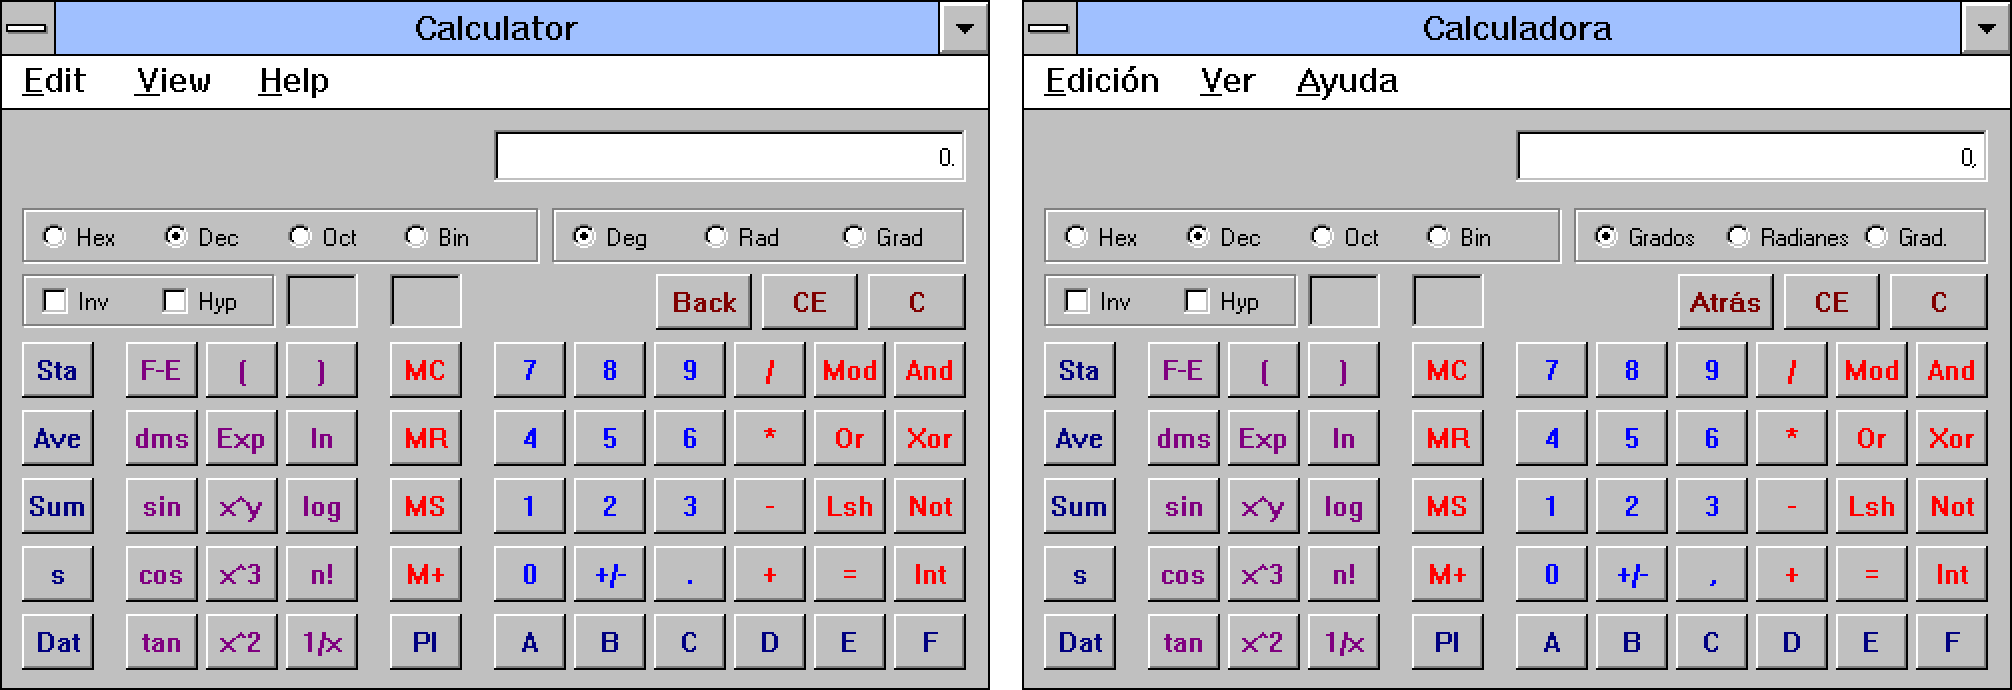 Calculator
Edit View Help
0.
Hex Dec Oct Bin Deg Rad Grad
Inv Hyp Back CE C
Sta F-E ( ) MC 7 8 9 / Mod And
Ave dms Exp ln MR 4 5 6 * Or Xor
Sum sin x^y log MS 1 2 3 - Lsh Not
s cos x^3 n! M+ 0 +/- . + = Int
Dat tan x^2 1/x PI A B C D E F
Calculadora
Edición Ver Ayuda
0,
Hex Dec Oct Bin Grados Radianes Grad.
Inv Hyp Atrás CE C
Sta F-E ( ) MC 7 8 9 / Mod And
Ave dms Exp ln MR 4 5 6 * Or Xor
Sum sin x^y log MS 1 2 3 - Lsh Not
s cos x^3 n! M+ 0 +/- , + = Int
Dat tan x^2 1/x PI A B C D E F